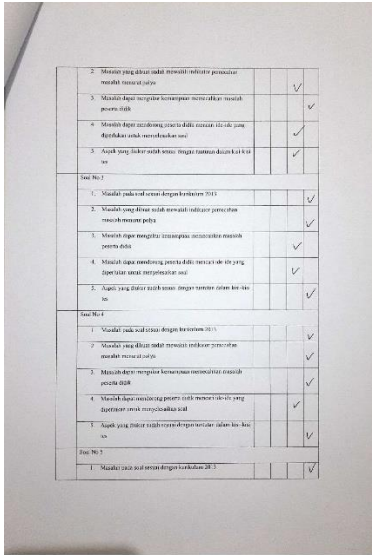 2. Masalah yang dibuat sudah mewakili indikator pemecahan
masalah menurut polya
✓
3. Masalah dapat mengukur kemampuan memecahkan masalah
peserta didik
✓
4. Masalah dapat mendorong peserta didik mencari ide-ide yang
diperlukan untuk menyelesaikan soal
✓
5. Aspek yang diukur sudah sesuai dengan tuntutan dalam kisi-kisi
tes
✓
Soal No 3
1. Masalah pada soal sesuai dengan kurikulum 2013
✓
2. Masalah yang dibuat sudah mewakili indikator pemecahan
masalah menurut polya
✓
3. Masalah dapat mengukur kemampuan memecahkan masalah
peserta didik
✓
4. Masalah dapat mendorong peserta didik mencari ide-ide yang
diperlukan untuk menyelesaikan soal
✓
5. Aspek yang diukur sudah sesuai dengan tuntutan dalam kisi-kisi
tes
✓
Soal No 4
1. Masalah pada soal sesuai dengan kurikulum 2013
✓
2. Masalah yang dibuat sudah mewakili indikator pemecahan
masalah menurut polya
✓
3. Masalah dapat mengukur kemampuan memecahkan masalah
peserta didik
✓
4. Masalah dapat mendorong peserta didik mencari ide-ide yang
diperlukan untuk menyelesaikan soal
✓
5. Aspek yang diukur sudah sesuai dengan tuntutan dalam kisi-kisi
tes
✓
Soal No 5
1. Masalah pada soal sesuai dengan kurikulum 2013
✓